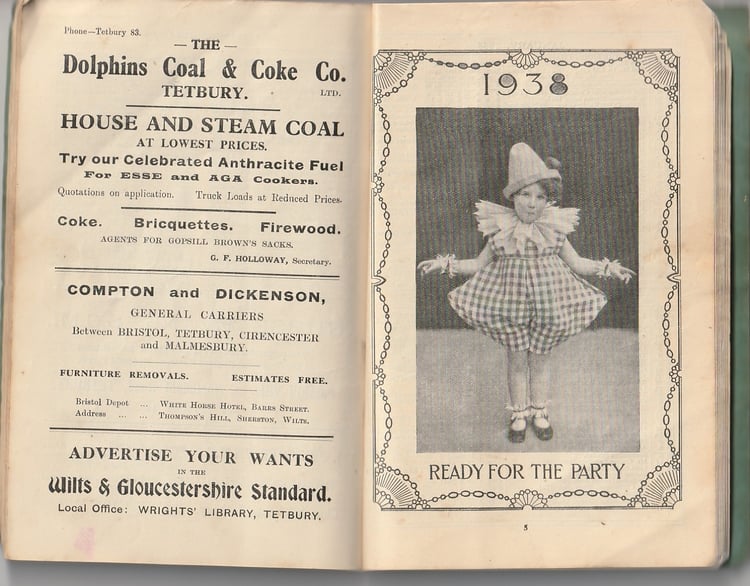 Phone—Tetbury 83.
— THE —
Dolphins Coal & Coke Co.
TETBURY. LTD.
HOUSE AND STEAM COAL
AT LOWEST PRICES.
Try our Celebrated Anthracite Fuel
For ESSE and AGA Cookers.
Quotations on application. Truck Loads at Reduced Prices.
Coke. Bricquettes. Firewood.
AGENTS FOR GOPSILL BROWN'S SACKS.
G. F. HOLLOWAY, Secretary.
COMPTON and DICKENSON,
GENERAL CARRIERS
Between BRISTOL, TETBURY, CIRENCESTER
and MALMESBURY.
FURNITURE REMOVALS. ESTIMATES FREE.
Bristol Depot ... WHITE HORSE HOTEL, BARRS STREET.
Address ... ... THOMPSON'S HILL, SHERSTON, WILTS.
ADVERTISE YOUR WANTS
IN THE
Wilts & Gloucestershire Standard.
Local Office: WRIGHTS' LIBRARY, TETBURY.
1938
READY FOR THE PARTY
5